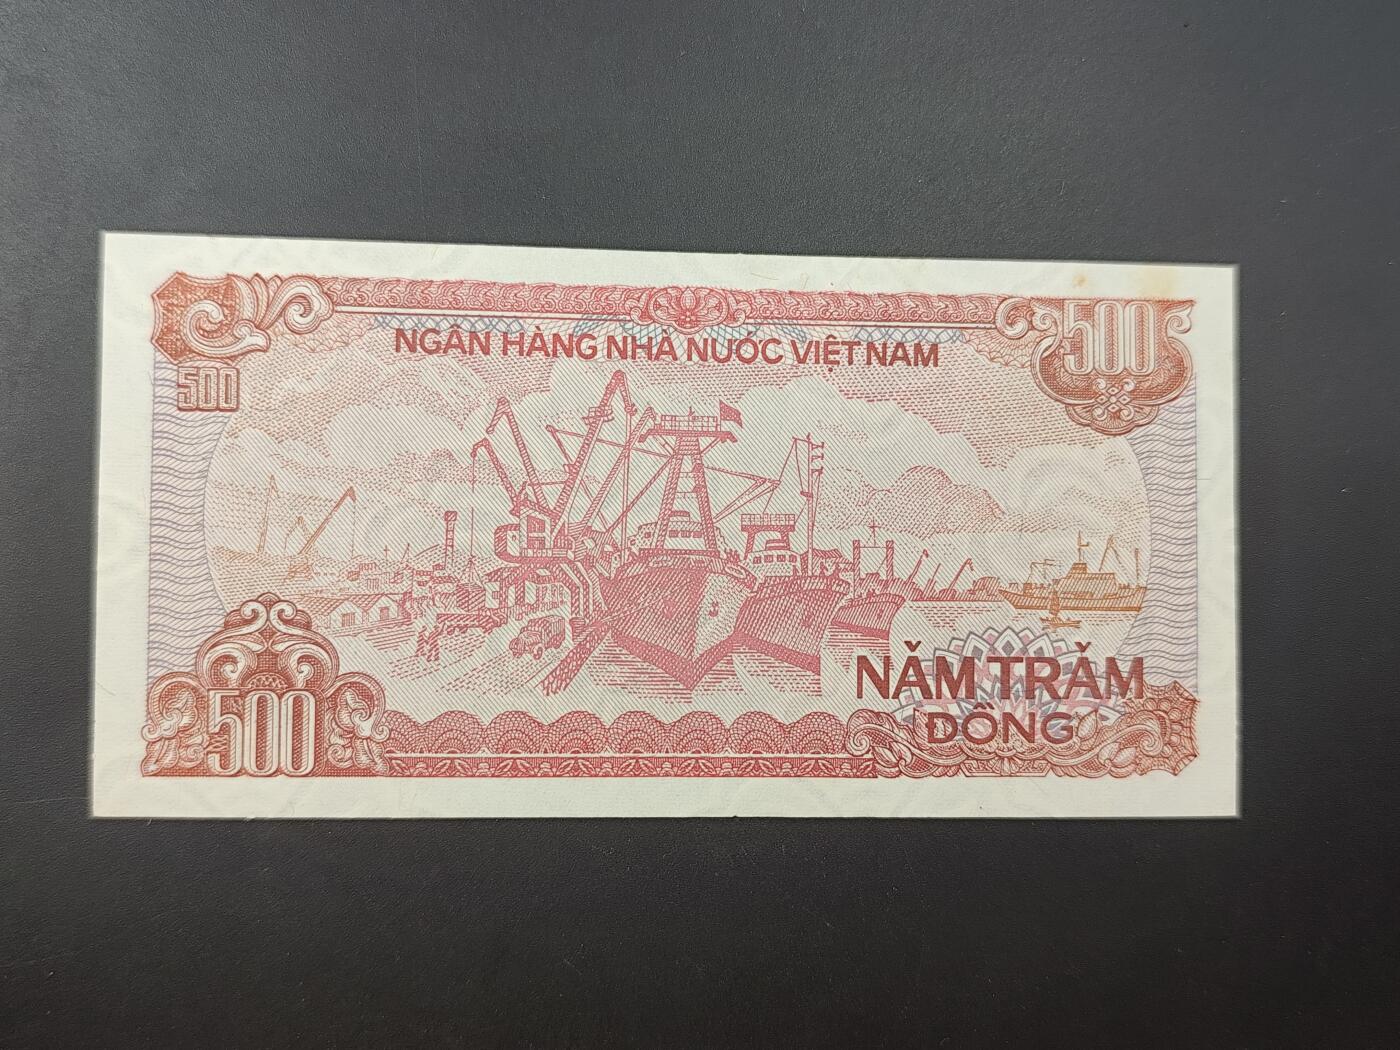 NGÂN HÀNG NHÀ NƯỚC VIỆT NAM
500
500
500
NĂM TRĂM
ĐỒNG